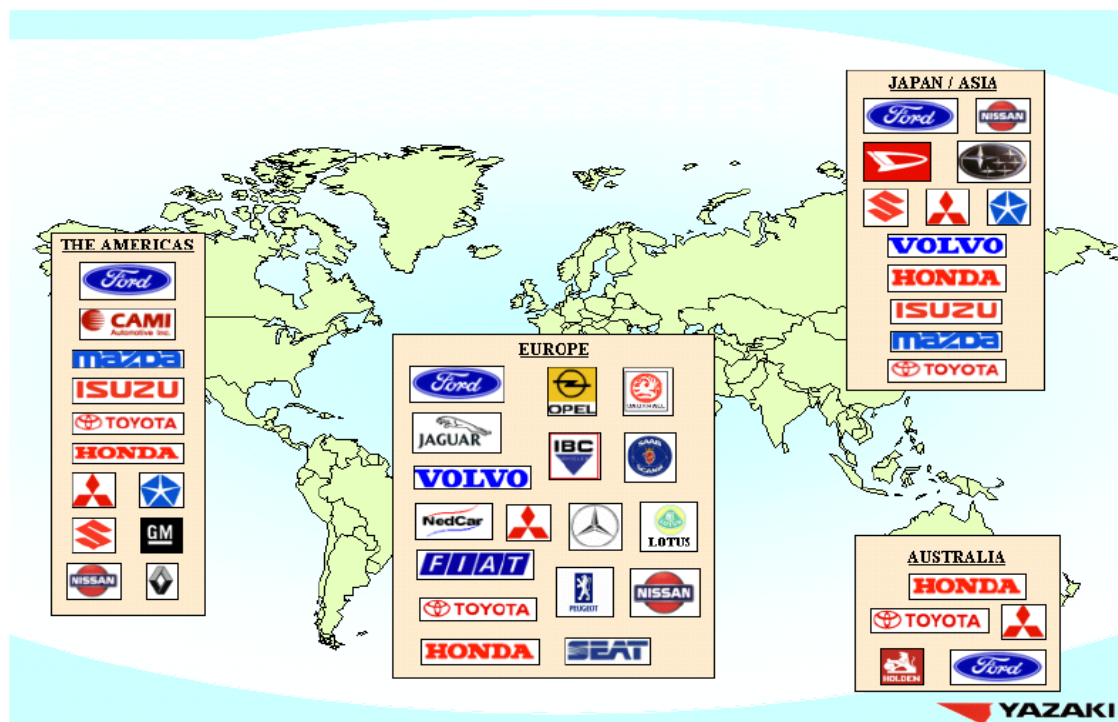 JAPAN / ASIA
Ford
NISSAN
VOLVO
HONDA
ISUZU
mazda
TOYOTA
THE AMERICAS
Ford
CAMI
Automotive Inc.
mazda
ISUZU
TOYOTA
HONDA
GM
NISSAN
EUROPE
Ford
OPEL
VAUXHALL
JAGUAR
IBC
SAAB
SCANIA
VOLVO
NedCar
LOTUS
FIAT
PEUGEOT
NISSAN
TOYOTA
HONDA
SEAT
AUSTRALIA
HONDA
TOYOTA
HOLDEN
Ford
YAZAKI